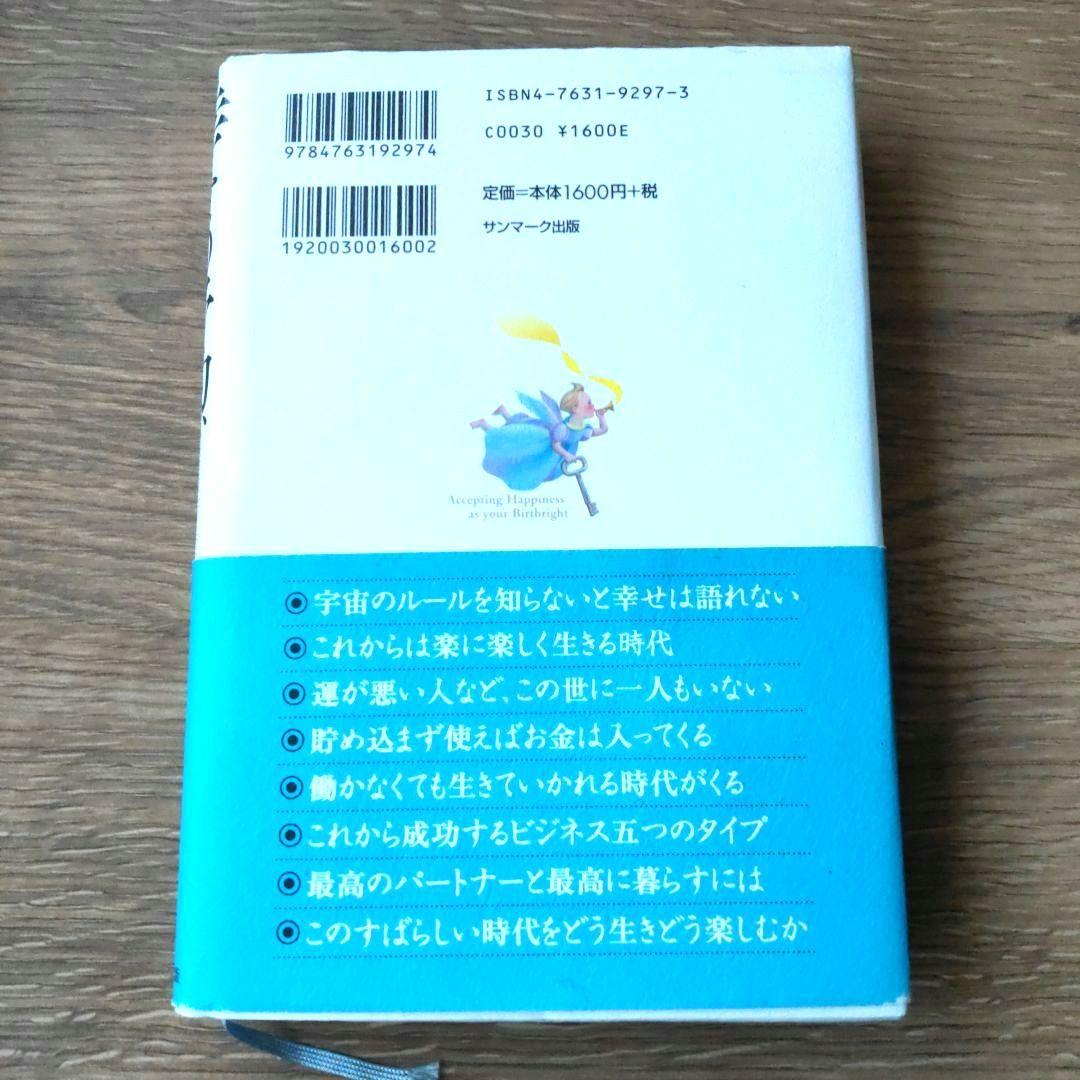 ISBN4-7631-9297-3
C0030 ¥1600E
9784763192974
定価=本体1600円+税
サンマーク出版
1920030016002
Accepting Happiness
as your Birthright
◉宇宙のルールを知らないと幸せは語れない
◉これからは楽に楽しく生きる時代
◉運が悪い人など、この世に一人もいない
◉貯め込まず使えばお金は入ってくる
◉働かなくても生きていかれる時代がくる
◉これから成功するビジネス五つのタイプ
◉最高のパートナーと最高に暮らすには
◉このすばらしい時代をどう生きどう楽しむか